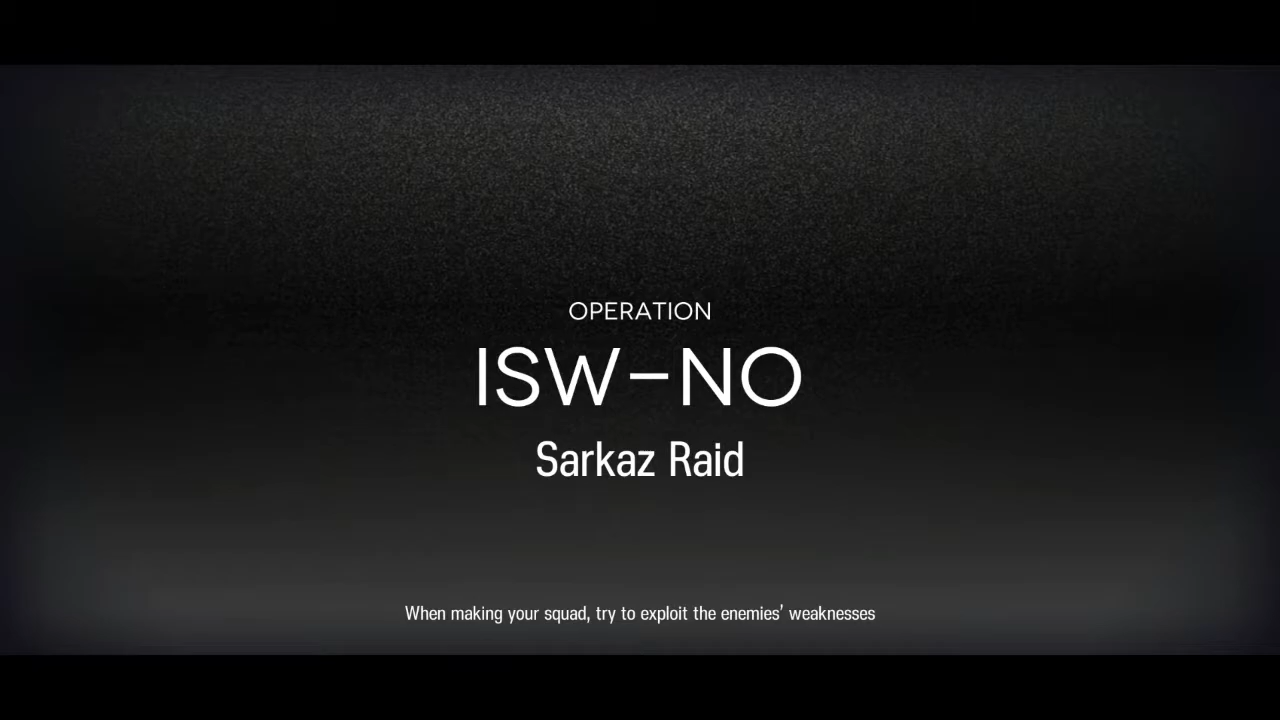 OPERATION
ISW-NO
Sarkaz Raid
When making your squad, try to exploit the enemies' weaknesses